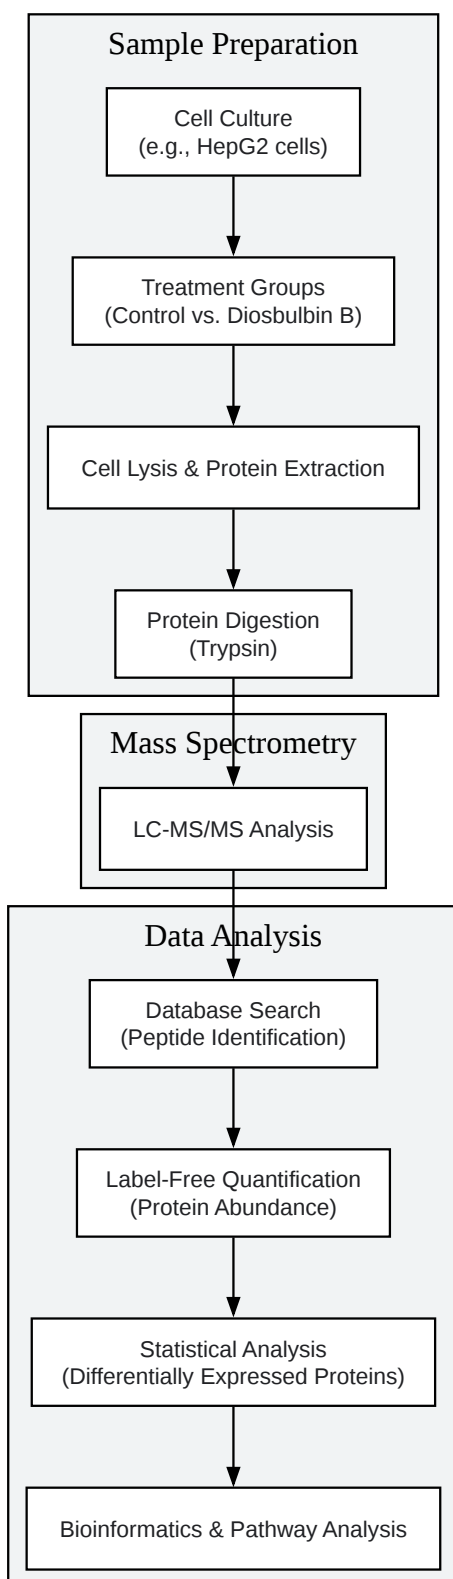 Sample Preparation
Cell Culture
(e.g., HepG2 cells)
Treatment Groups
(Control vs. Diosbulbin B)
Cell Lysis & Protein Extraction
Protein Digestion
(Trypsin)
Mass Spectrometry
LC-MS/MS Analysis
Data Analysis
Database Search
(Peptide Identification)
Label-Free Quantification
(Protein Abundance)
Statistical Analysis
(Differentially Expressed Proteins)
Bioinformatics & Pathway Analysis